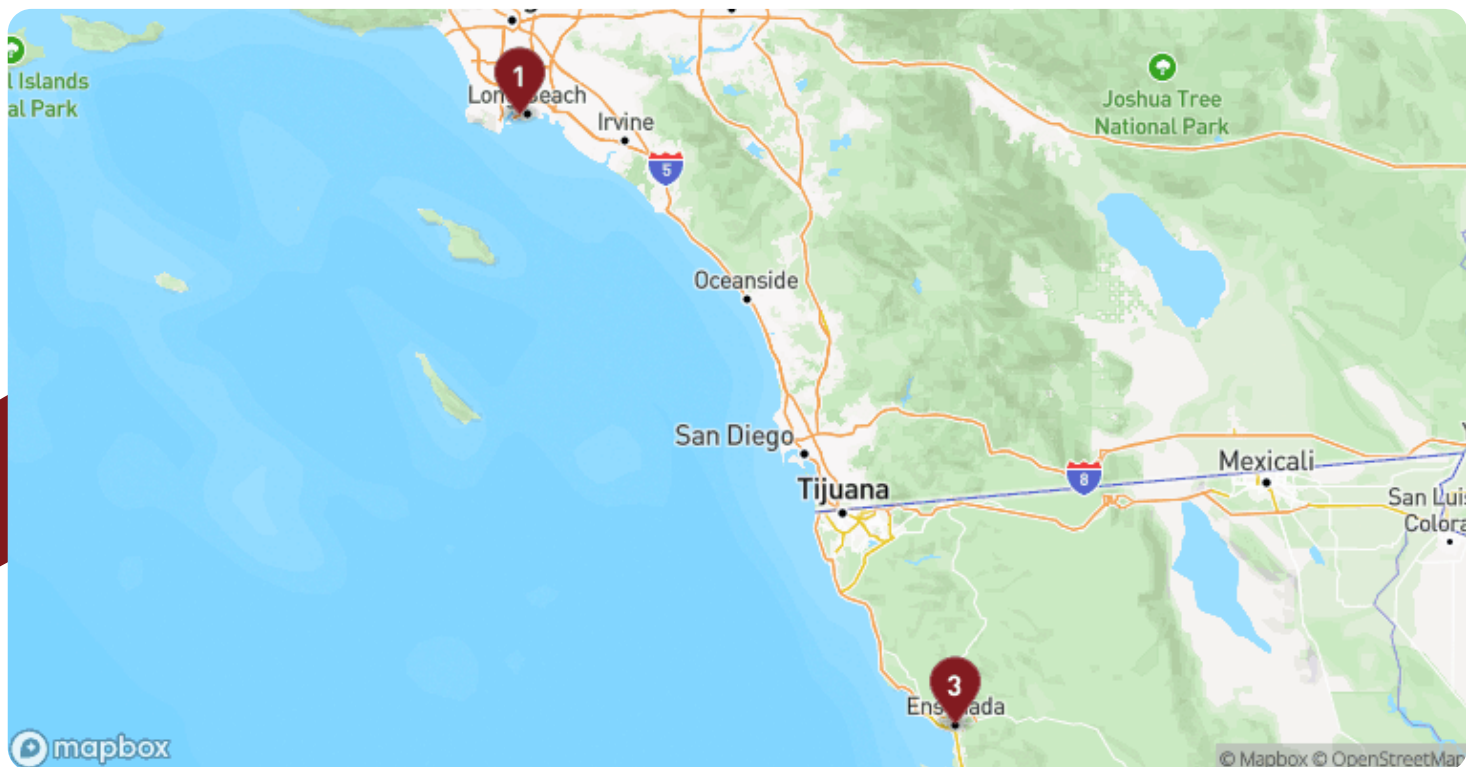 l Islands
al Park
1
Long Beach
Irvine
5
Joshua Tree
National Park
Oceanside
San Diego
Tijuana
8
Mexicali
San Luis
Colora
3
Ensenada
mapbox
© Mapbox © OpenStreetMap